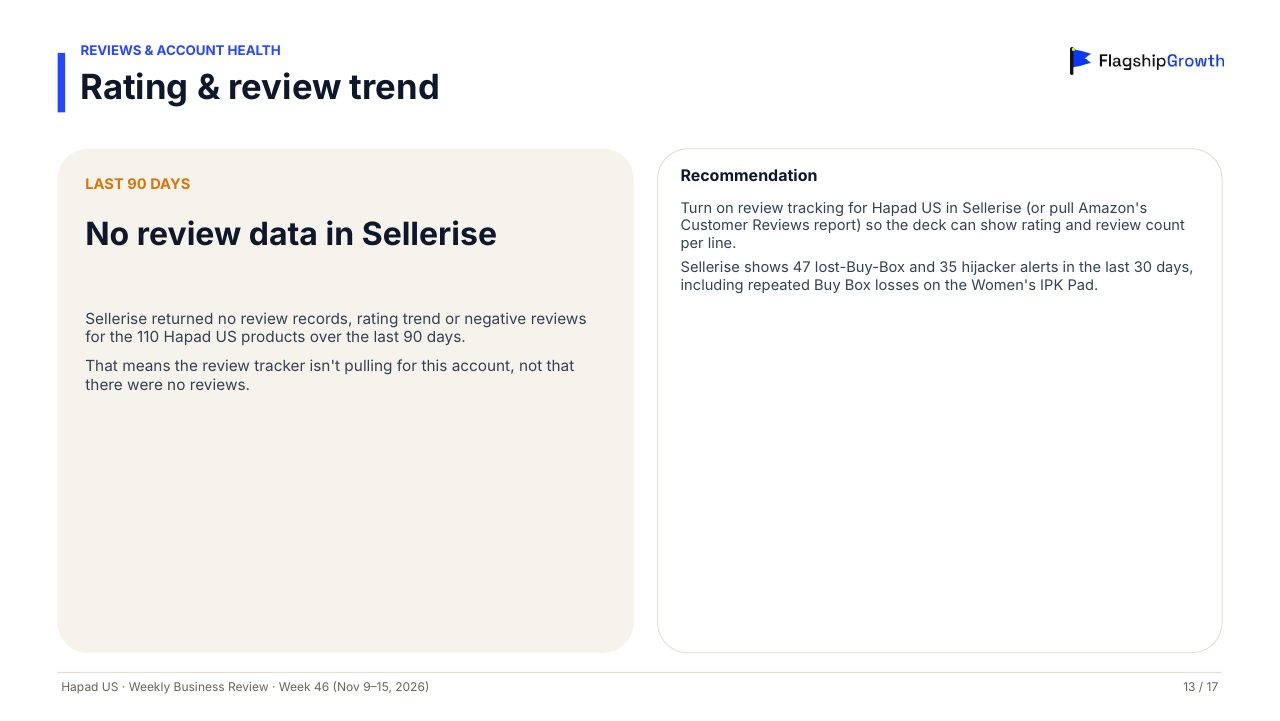 REVIEWS & ACCOUNT HEALTH
Rating & review trend
FlagshipGrowth
LAST 90 DAYS
No review data in Sellerise
Sellerise returned no review records, rating trend or negative reviews
for the 110 Hapad US products over the last 90 days.
That means the review tracker isn't pulling for this account, not that
there were no reviews.
Recommendation
Turn on review tracking for Hapad US in Sellerise (or pull Amazon's
Customer Reviews report) so the deck can show rating and review count
per line.
Sellerise shows 47 lost-Buy-Box and 35 hijacker alerts in the last 30 days,
including repeated Buy Box losses on the Women's IPK Pad.
Hapad US · Weekly Business Review · Week 46 (Nov 9–15, 2026)
13 / 17